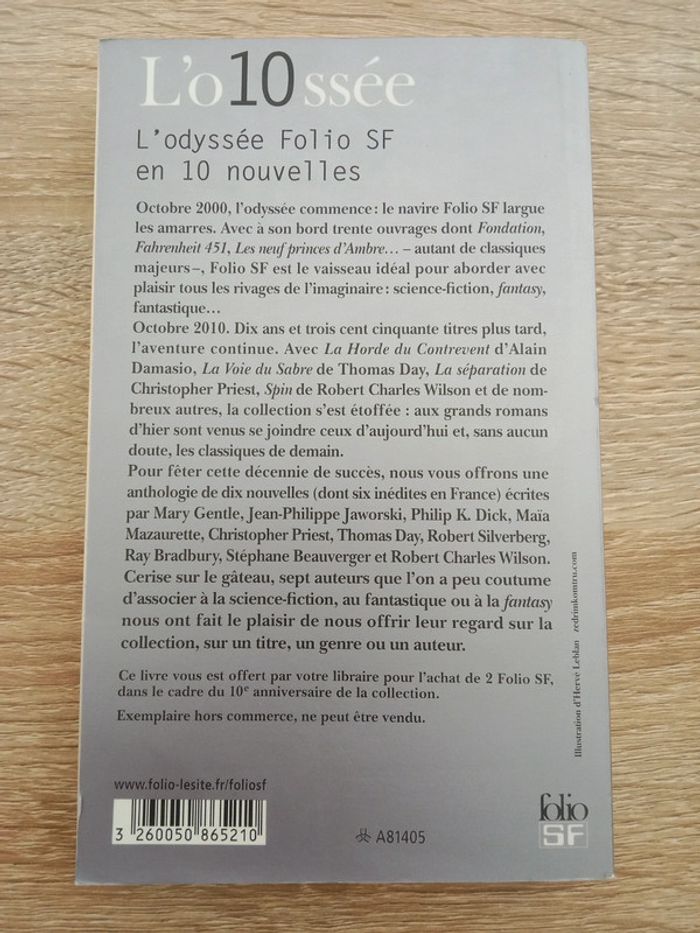 L'o10ssée
L'odyssée Folio SF
en 10 nouvelles
Octobre 2000, l'odyssée commence : le navire Folio SF largue
les amarres. Avec à son bord trente ouvrages dont Fondation,
Fahrenheit 451, Les neuf princes d'Ambre… – autant de classiques
majeurs –, Folio SF est le vaisseau idéal pour aborder avec
plaisir tous les rivages de l'imaginaire : science-fiction, fantasy,
fantastique…
Octobre 2010. Dix ans et trois cent cinquante titres plus tard,
l'aventure continue. Avec La Horde du Contrevent d'Alain
Damasio, La Voie du Sabre de Thomas Day, La séparation de
Christopher Priest, Spin de Robert Charles Wilson et de nom-
breux autres, la collection s'est étoffée : aux grands romans
d'hier sont venus se joindre ceux d'aujourd'hui et, sans aucun
doute, les classiques de demain.
Pour fêter cette décennie de succès, nous vous offrons une
anthologie de dix nouvelles (dont six inédites en France) écrites
par Mary Gentle, Jean-Philippe Jaworski, Philip K. Dick, Maïa
Mazaurette, Christopher Priest, Thomas Day, Robert Silverberg,
Ray Bradbury, Stéphane Beauverger et Robert Charles Wilson.
Cerise sur le gâteau, sept auteurs que l'on a peu coutume
d'associer à la science-fiction, au fantastique ou à la fantasy
nous ont fait le plaisir de nous offrir leur regard sur la
collection, sur un titre, un genre ou un auteur.
Ce livre vous est offert par votre libraire pour l'achat de 2 Folio SF,
dans le cadre du 10e anniversaire de la collection.
Exemplaire hors commerce, ne peut être vendu.
Illustration d'Hervé Leblan zedrimkomtru.com
www.folio-lesite.fr/foliosf
3 260050 865210
A81405
folio
SF